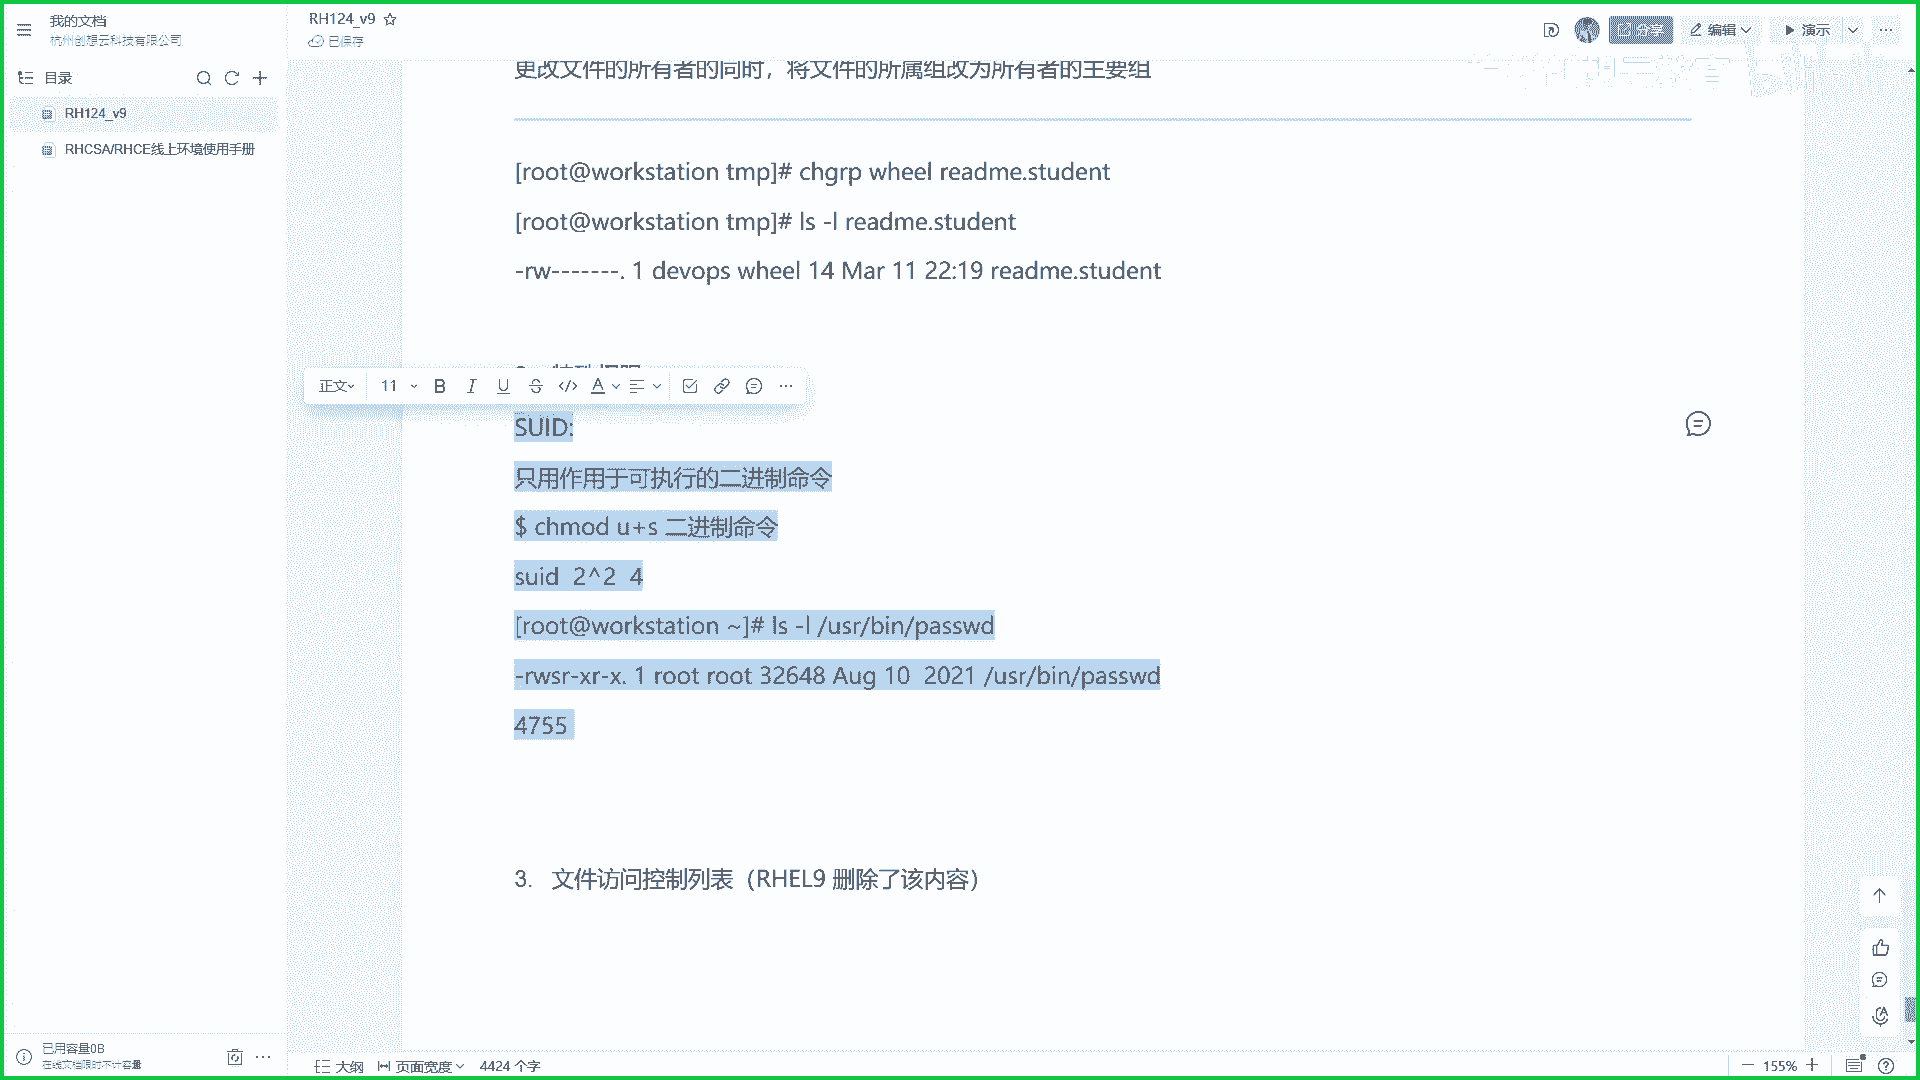 我的文档
杭州创想云科技有限公司
RH124_v9
已保存
分享
编辑
演示
目录
RH124_v9
RHCSA/RHCE线上环境使用手册
更改文件的所有者的同时，将文件的所属组改为所有者的主要组
[root@workstation tmp]# chgrp wheel readme.student
[root@workstation tmp]# ls -l readme.student
-rw-------. 1 devops wheel 14 Mar 11 22:19 readme.student
正文
11
SUID:
只用作用于可执行的二进制命令
$ chmod u+s 二进制命令
suid  2^2  4
[root@workstation ~]# ls -l /usr/bin/passwd
-rwsr-xr-x. 1 root root 32648 Aug 10  2021 /usr/bin/passwd
4755
3. 文件访问控制列表（RHEL9 删除了该内容）
已用容量0B
在线文档限时不计容量
大纲
页面宽度
4424 个字
155%